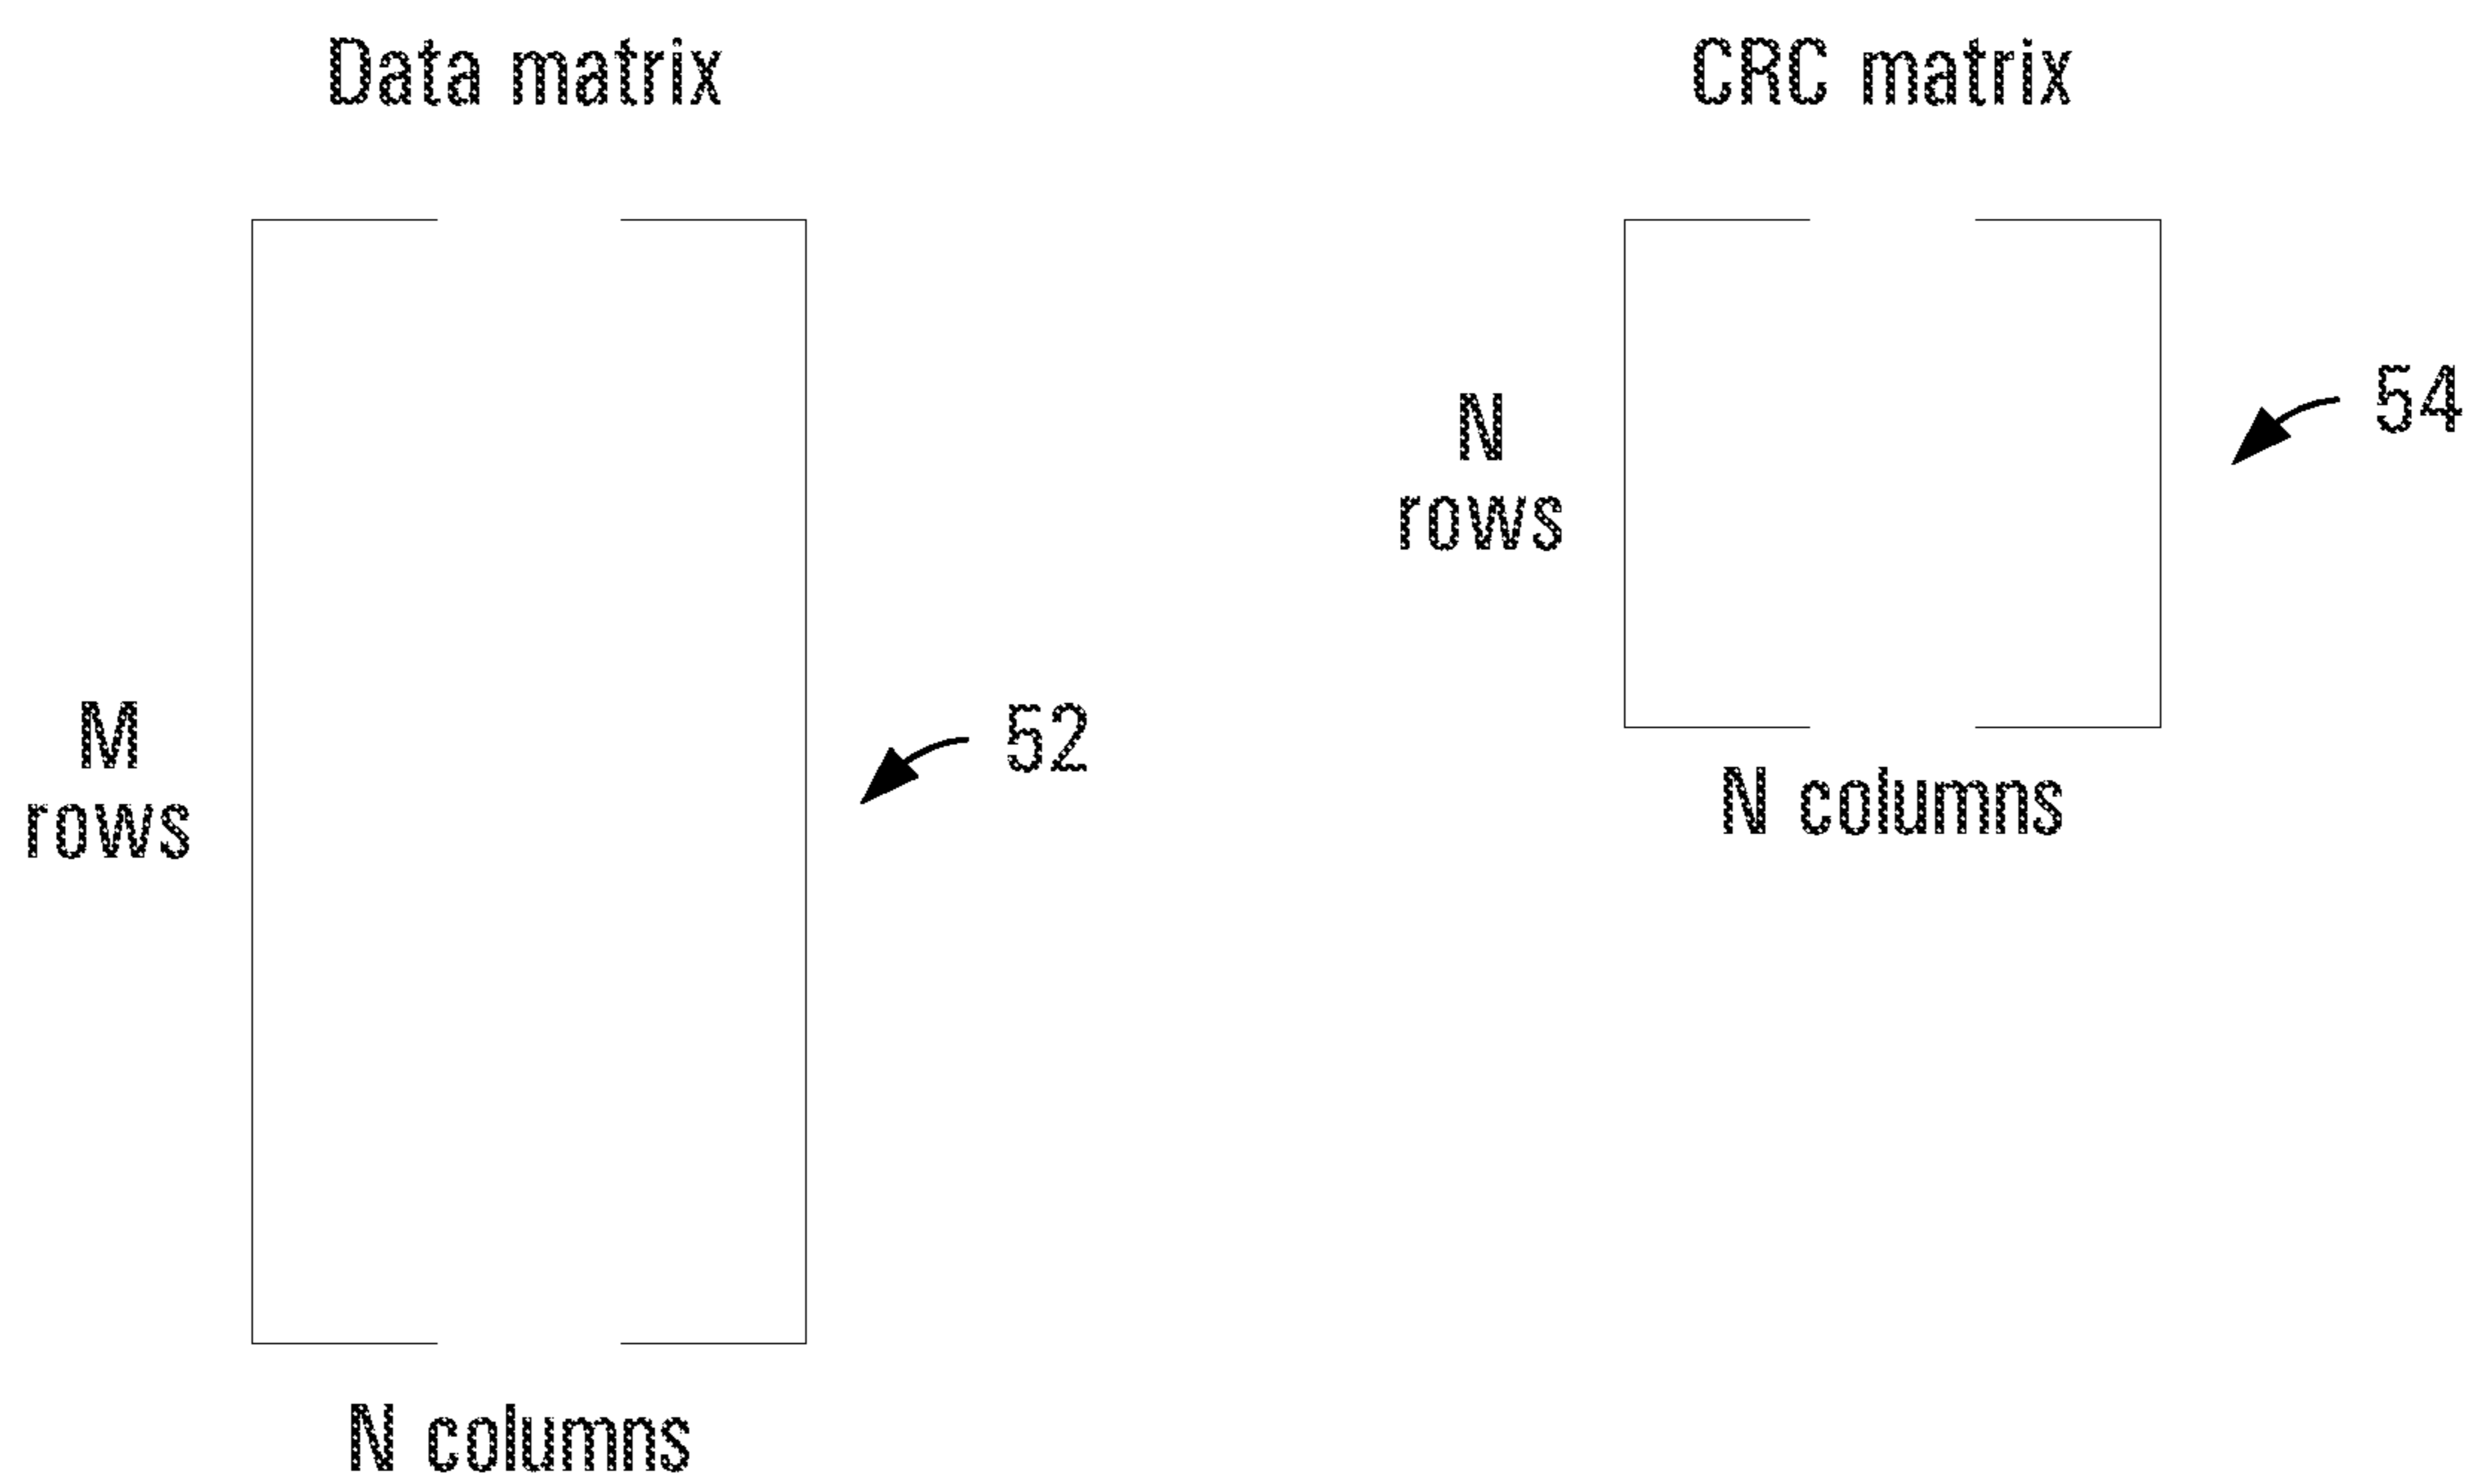 Data matrix
M
rows
52
N columns
CRC matrix
N
rows
54
N columns